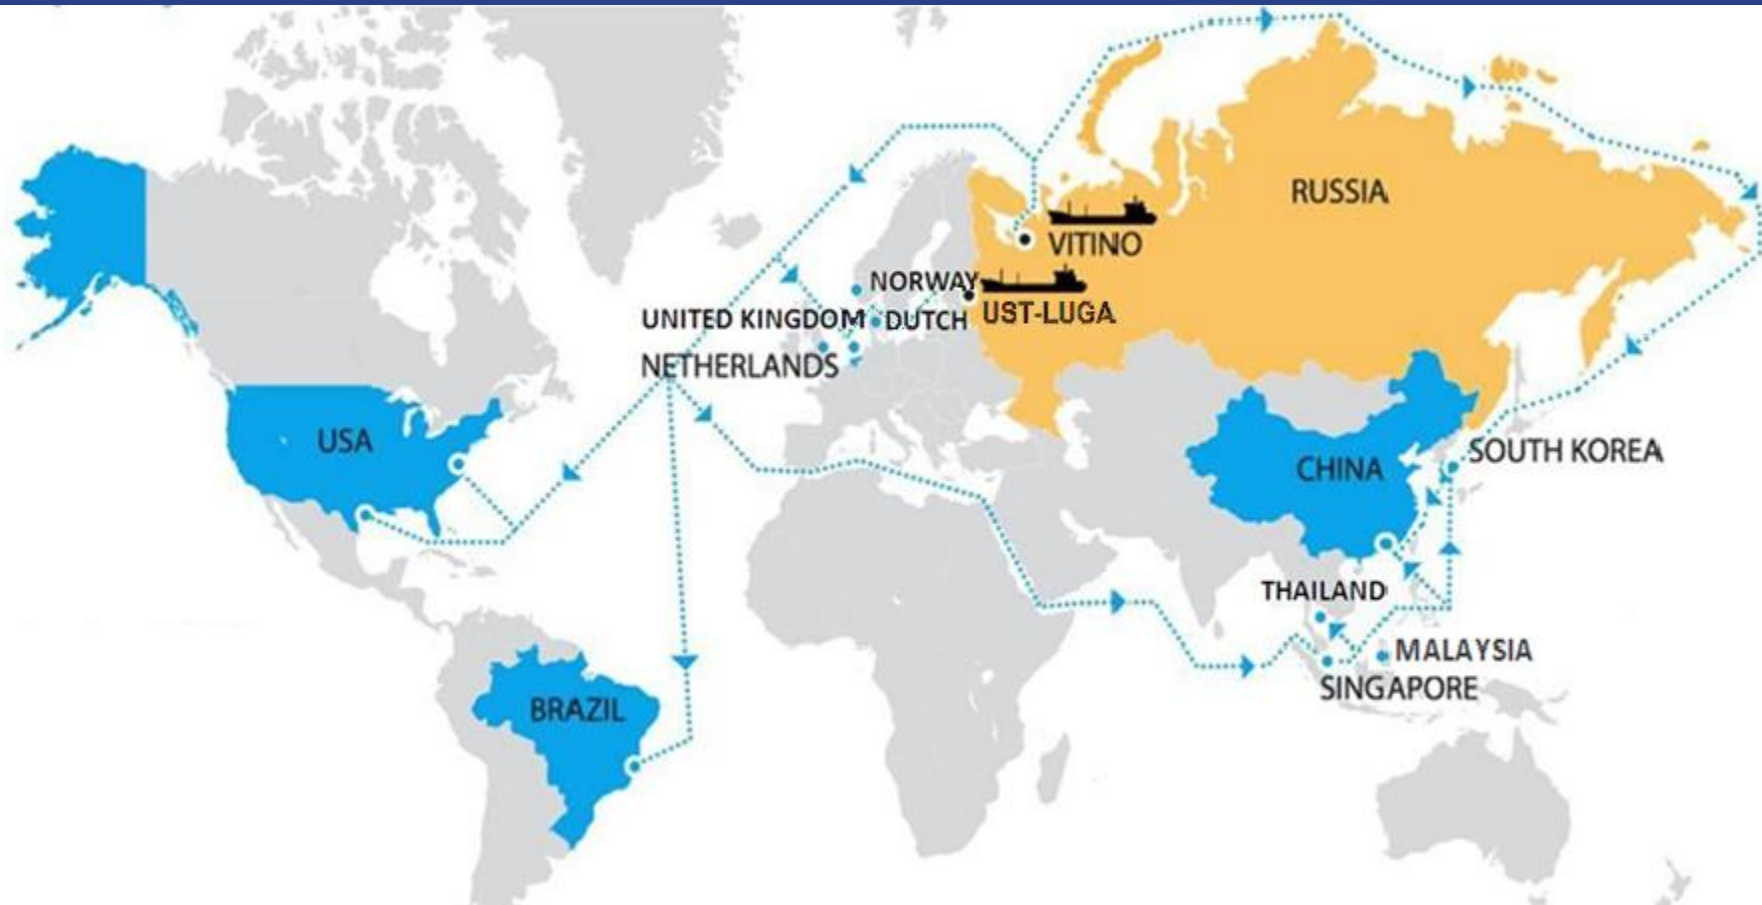 RUSSIA
VITINO
NORWAY
UST-LUGA
UNITED KINGDOM
DUTCH
NETHERLANDS
USA
SOUTH KOREA
CHINA
THAILAND
MALAYSIA
SINGAPORE
BRAZIL